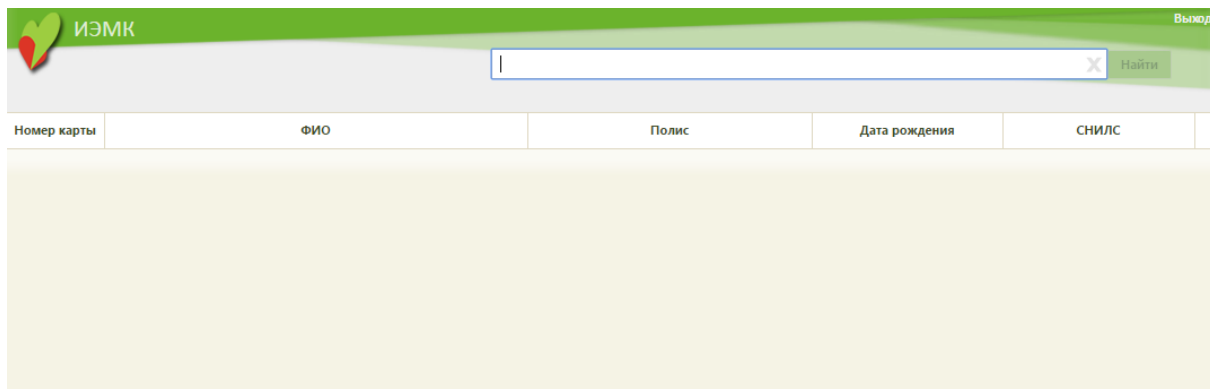 Выход
ИЭМК
Найти
Номер карты ФИО Полис Дата рождения СНИЛС